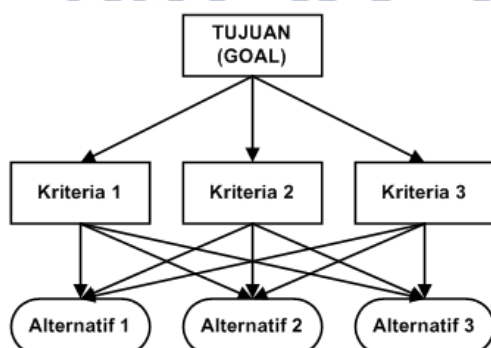 TUJUAN
(GOAL)
Kriteria 1
Kriteria 2
Kriteria 3
Alternatif 1
Alternatif 2
Alternatif 3